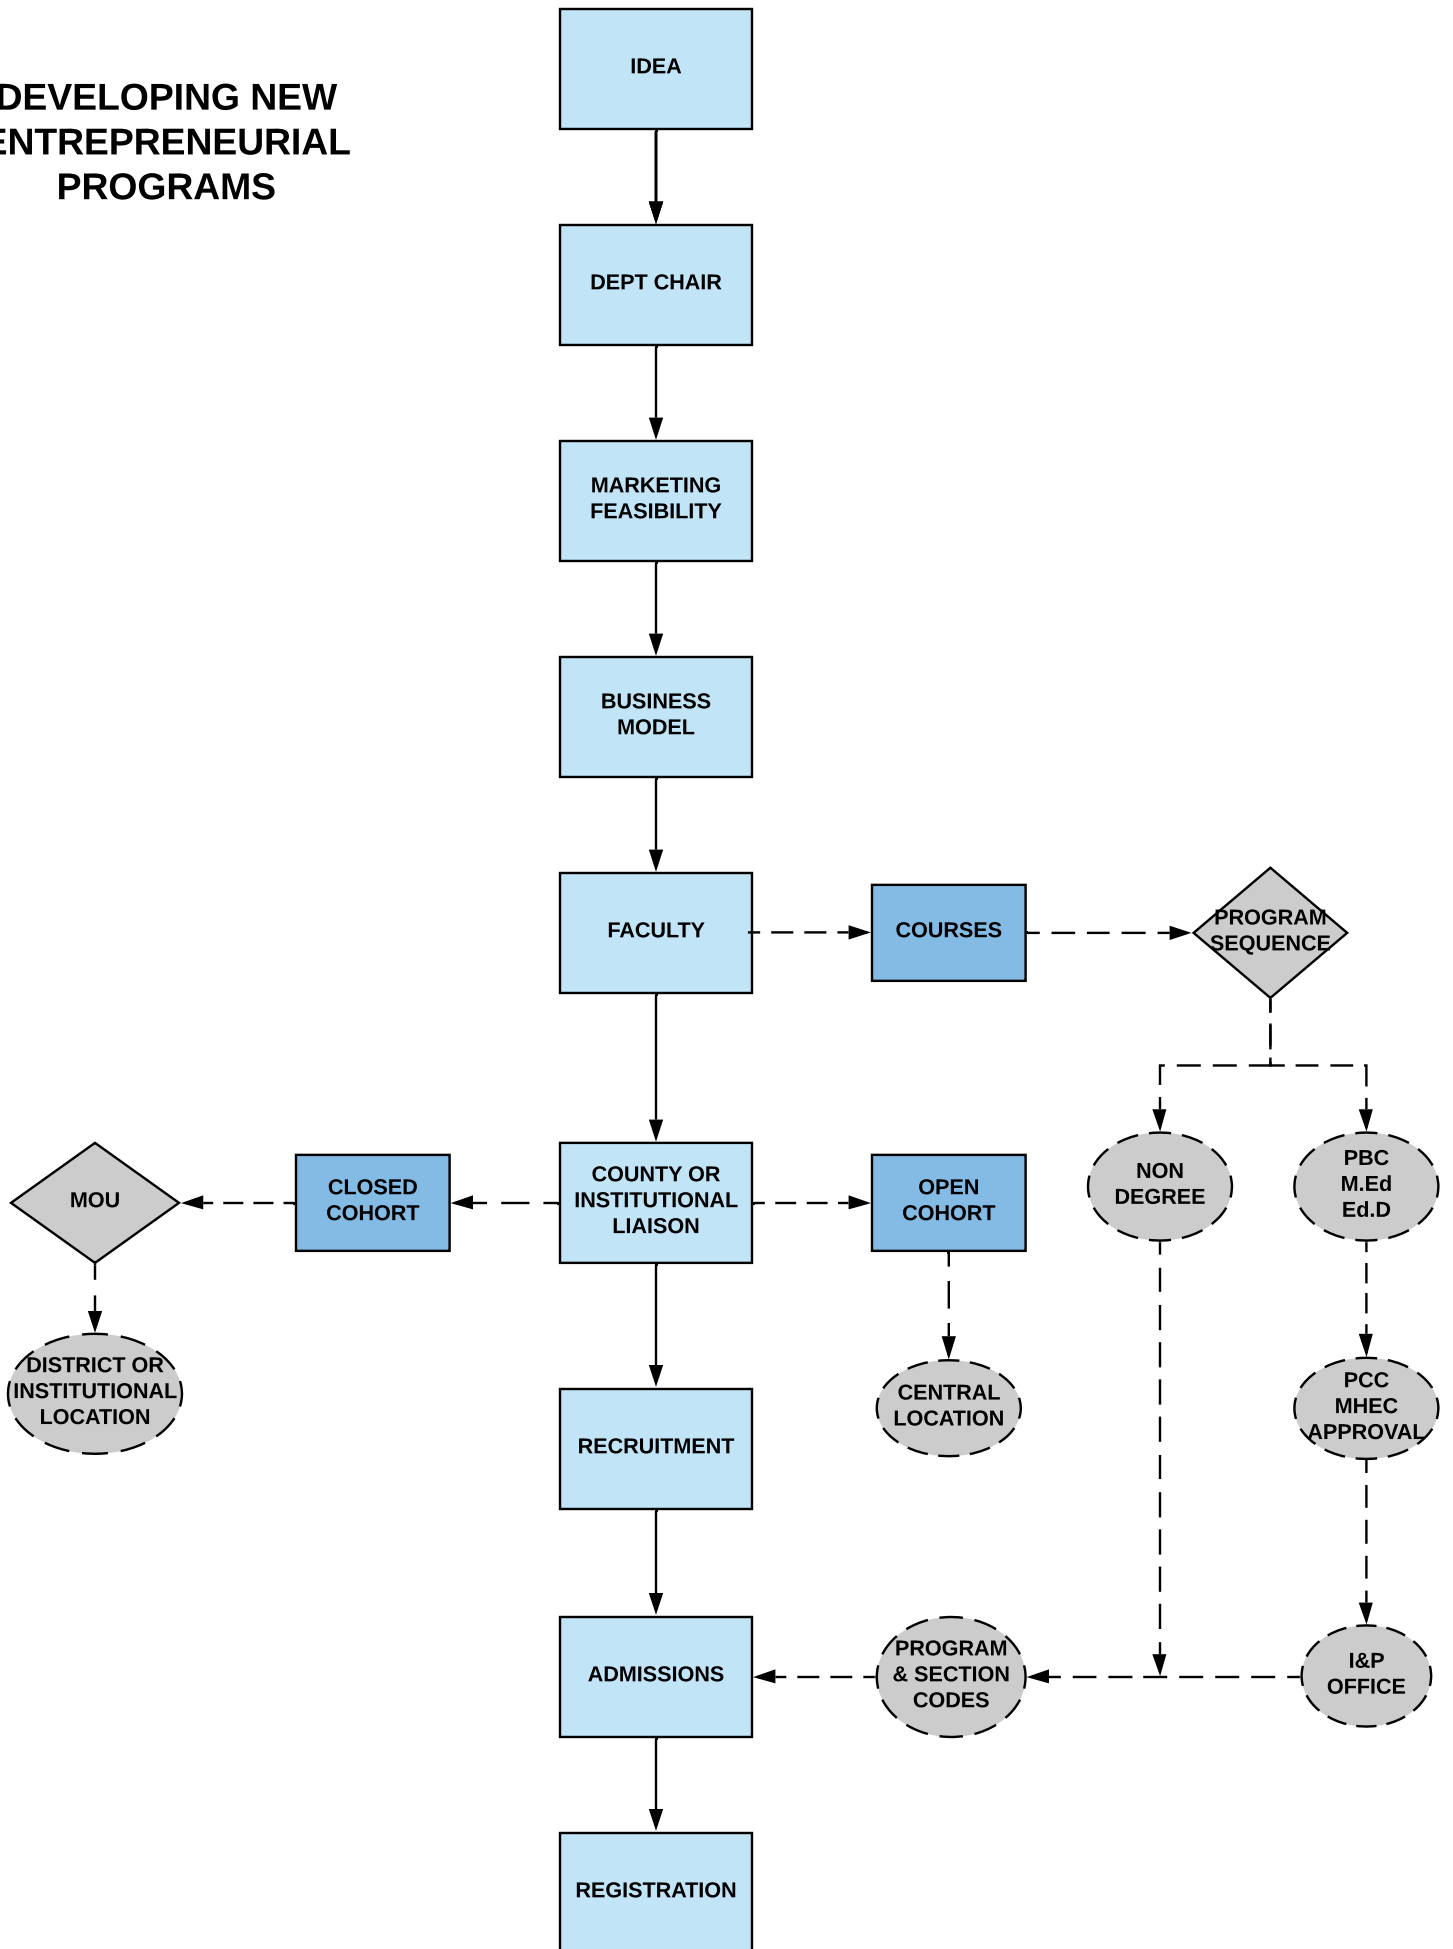 IDEA
DEVELOPING NEW
ENTREPRENEURIAL
PROGRAMS
DEPT CHAIR
MARKETING
FEASIBILITY
BUSINESS
MODEL
FACULTY
COURSES
PROGRAM
SEQUENCE
MOU
CLOSED
COHORT
COUNTY OR
INSTITUTIONAL
LIAISON
OPEN
COHORT
NON
DEGREE
PBC
M.Ed
Ed.D
DISTRICT OR
INSTITUTIONAL
LOCATION
RECRUITMENT
CENTRAL
LOCATION
PCC
MHEC
APPROVAL
ADMISSIONS
PROGRAM
& SECTION
CODES
I&P
OFFICE
REGISTRATION